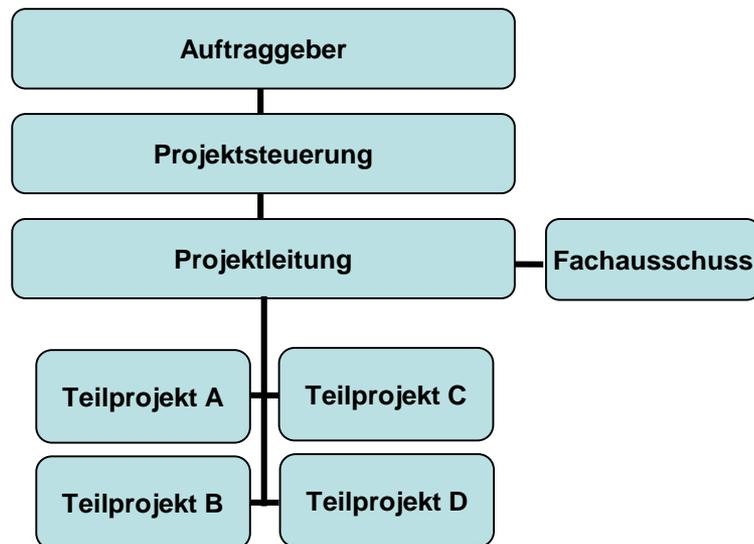 Auftraggeber
Projektsteuerung
Projektleitung
Fachausschuss
Teilprojekt A
Teilprojekt C
Teilprojekt B
Teilprojekt D